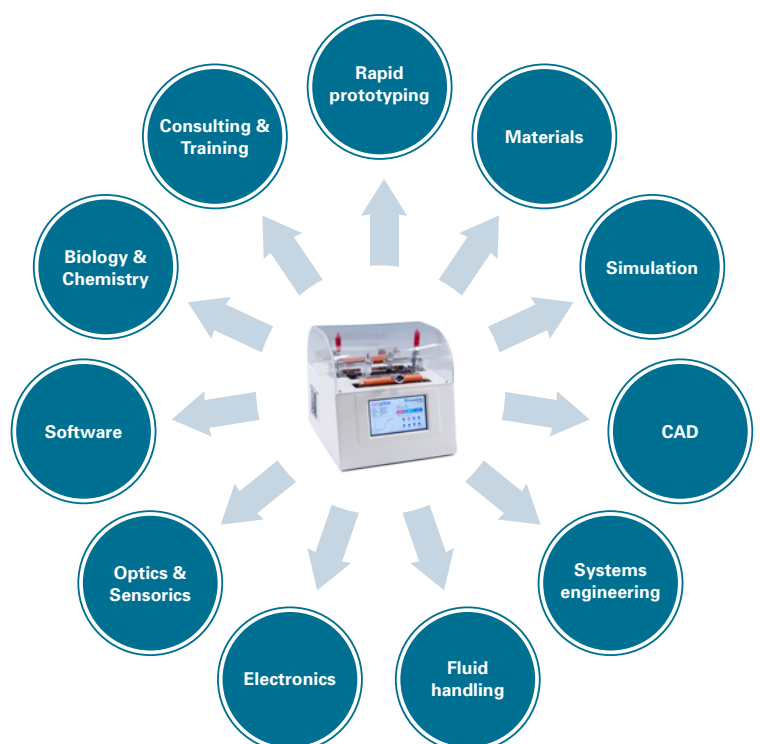 Rapid
prototyping
Materials
Simulation
CAD
Systems
engineering
Fluid
handling
Electronics
Optics &
Sensorics
Software
Biology &
Chemistry
Consulting &
Training